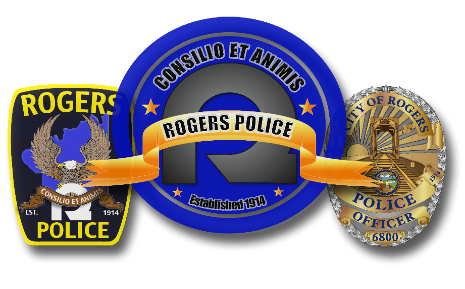 ROGERS
CONSILIO ET ANIMIS
EST. 1914
POLICE
CONSILIO ET ANIMIS
ROGERS POLICE
Established 1914
CITY OF ROGERS
POLICE
OFFICER
6800